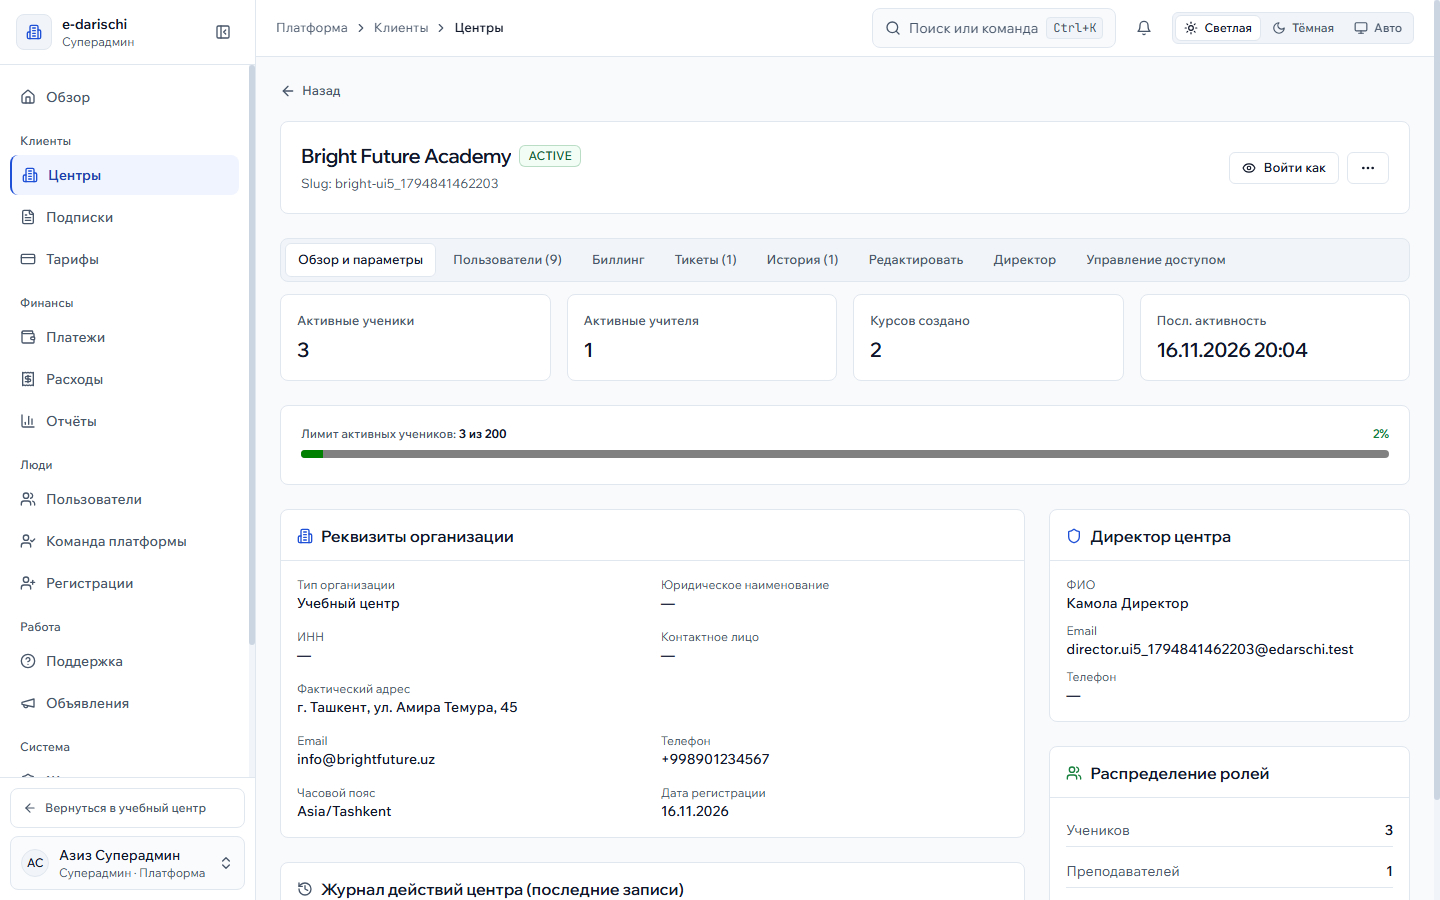 e-darischi
Суперадмин
Платформа
Клиенты
Центры
Поиск или команда
Ctrl+K
Светлая
Тёмная
Авто
Обзор
Клиенты
Центры
Подписки
Тарифы
Финансы
Платежи
Расходы
Отчёты
Люди
Пользователи
Команда платформы
Регистрации
Работа
Поддержка
Объявления
Система
Вернуться в учебный центр
АС
Азиз Суперадмин
Суперадмин · Платформа
Назад
Bright Future Academy
ACTIVE
Slug: bright-ui5_1794841462203
Войти как
Обзор и параметры
Пользователи (9)
Биллинг
Тикеты (1)
История (1)
Редактировать
Директор
Управление доступом
Активные ученики
3
Активные учителя
1
Курсов создано
2
Посл. активность
16.11.2026 20:04
Лимит активных учеников: 3 из 200
2%
Реквизиты организации
Тип организации
Учебный центр
Юридическое наименование
—
ИНН
—
Контактное лицо
—
Фактический адрес
г. Ташкент, ул. Амира Темура, 45
Email
info@brightfuture.uz
Телефон
+998901234567
Часовой пояс
Asia/Tashkent
Дата регистрации
16.11.2026
Журнал действий центра (последние записи)
Директор центра
ФИО
Камола Директор
Email
director.ui5_1794841462203@edarschi.test
Телефон
—
Распределение ролей
Учеников
3
Преподавателей
1